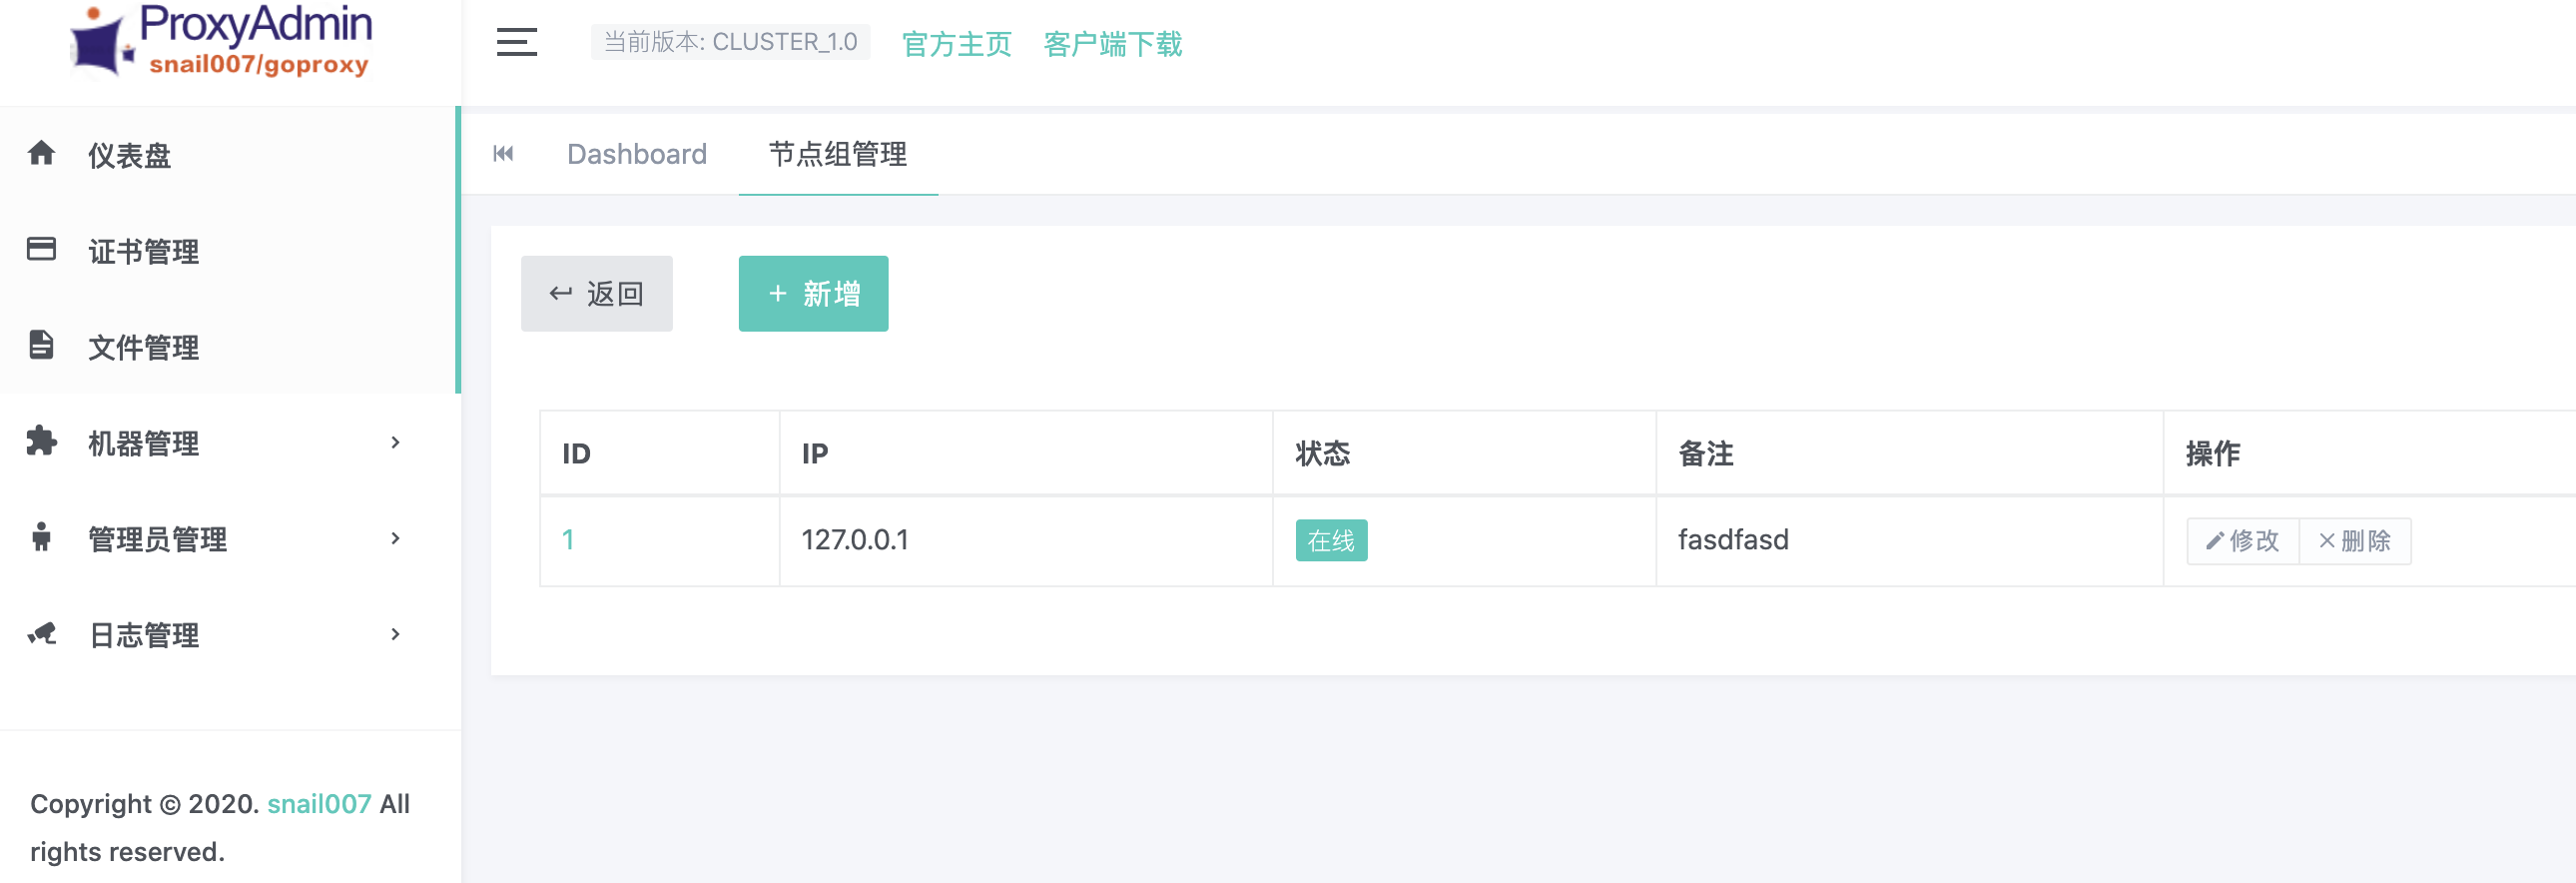 ProxyAdmin
snail007/goproxy
当前版本: CLUSTER_1.0 官方主页 客户端下载
仪表盘
证书管理
文件管理
机器管理
管理员管理
日志管理
Copyright © 2020. snail007 All
rights reserved.
Dashboard 节点组管理
返回 + 新增
ID IP 状态 备注 操作
1 127.0.0.1 在线 fasdfasd 修改 删除